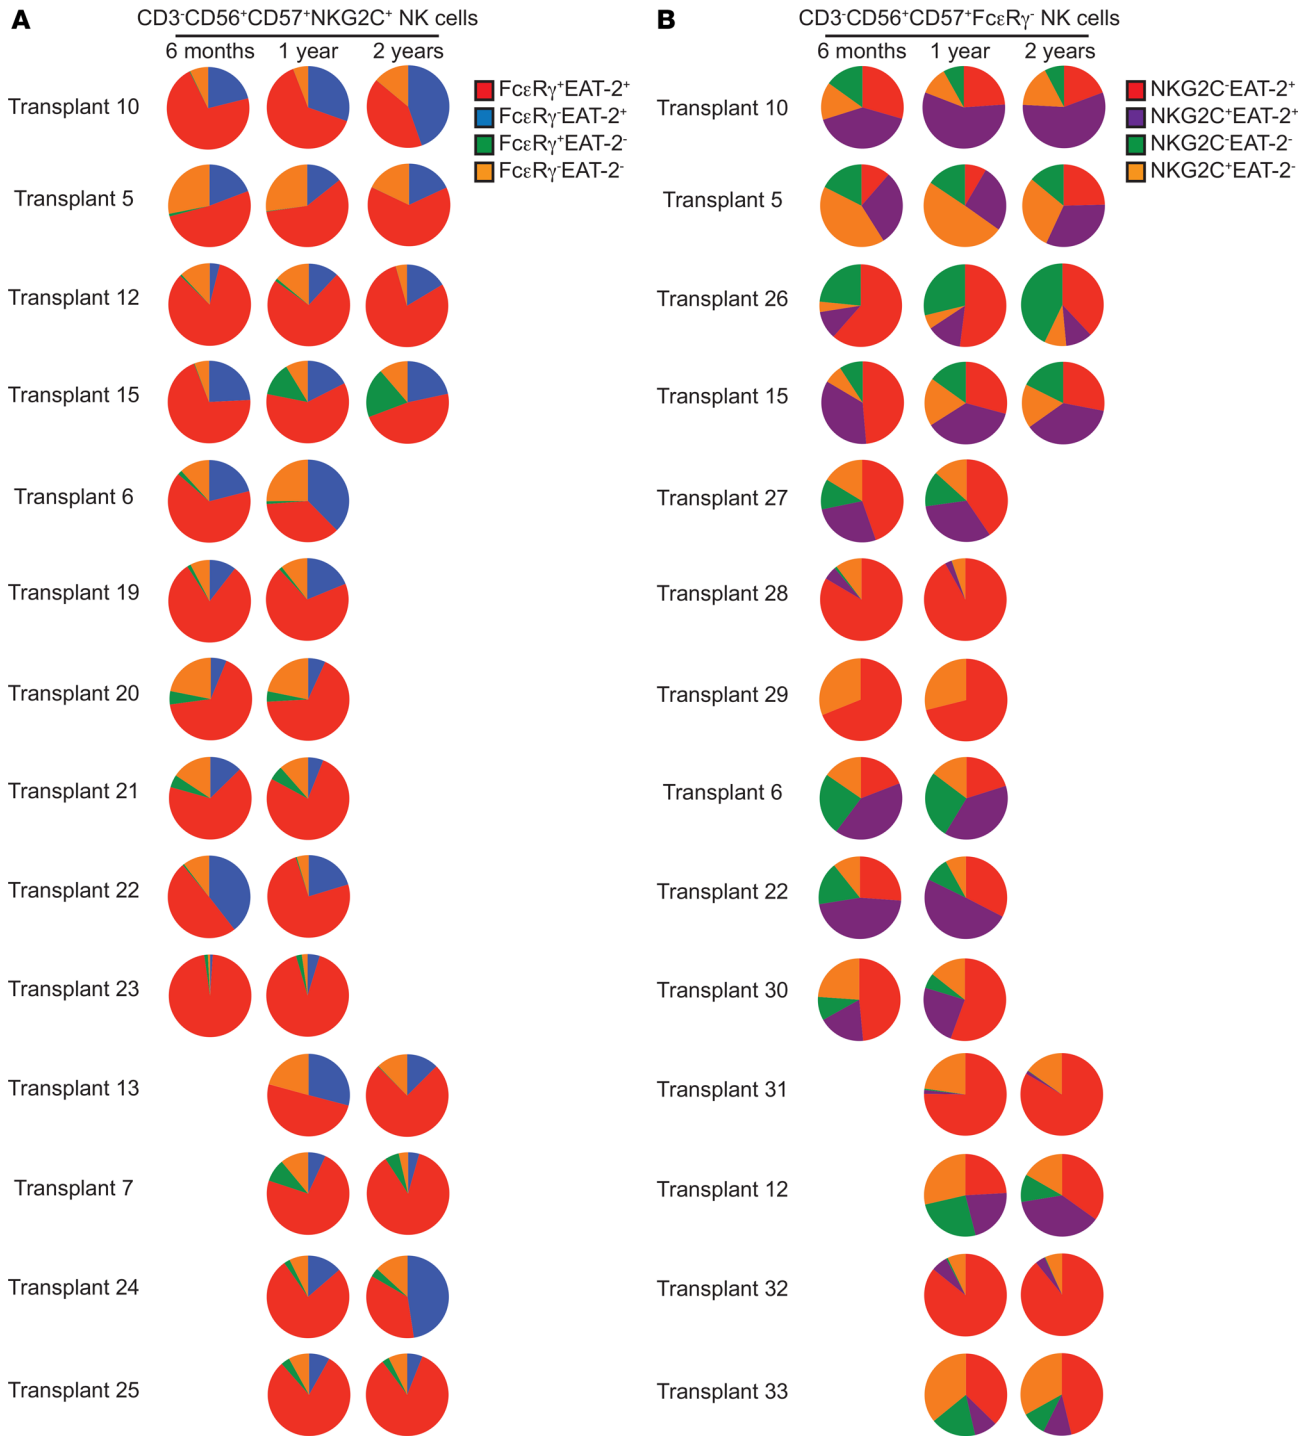 A
CD3⁻CD56⁺CD57⁺NKG2C⁺ NK cells
6 months 1 year 2 years
Transplant 10
Transplant 5
Transplant 12
Transplant 15
Transplant 6
Transplant 19
Transplant 20
Transplant 21
Transplant 22
Transplant 23
Transplant 13
Transplant 7
Transplant 24
Transplant 25
FcεRγ⁺EAT-2⁺
FcεRγ⁻EAT-2⁺
FcεRγ⁺EAT-2⁻
FcεRγ⁻EAT-2⁻
B
CD3⁻CD56⁺CD57⁺FcεRγ⁻ NK cells
6 months 1 year 2 years
Transplant 10
Transplant 5
Transplant 26
Transplant 15
Transplant 27
Transplant 28
Transplant 29
Transplant 6
Transplant 22
Transplant 30
Transplant 31
Transplant 12
Transplant 32
Transplant 33
NKG2C⁻EAT-2⁺
NKG2C⁺EAT-2⁺
NKG2C⁻EAT-2⁻
NKG2C⁺EAT-2⁻